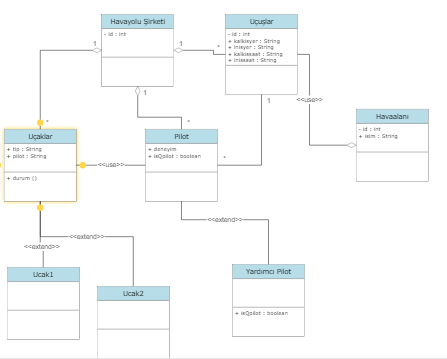 Havayolu Şirketi
- id : int
Uçuşlar
- id : int
+ kalkisyer : String
+ inisyer : String
+ kalkissaat : String
+ inissaat : String
1
1
*
1
*
*
1
*
<<use>>
Havaalanı
- id : int
+ isim : String
Uçaklar
+ tip : String
+ pilot : String
+ durum ()
<<use>>
Pilot
+ deneyim
+ isQpilot : boolean
<<extend>>
<<extend>>
<<extend>>
Ucak1
Ucak2
Yardımcı Pilot
+ isQpilot : boolean